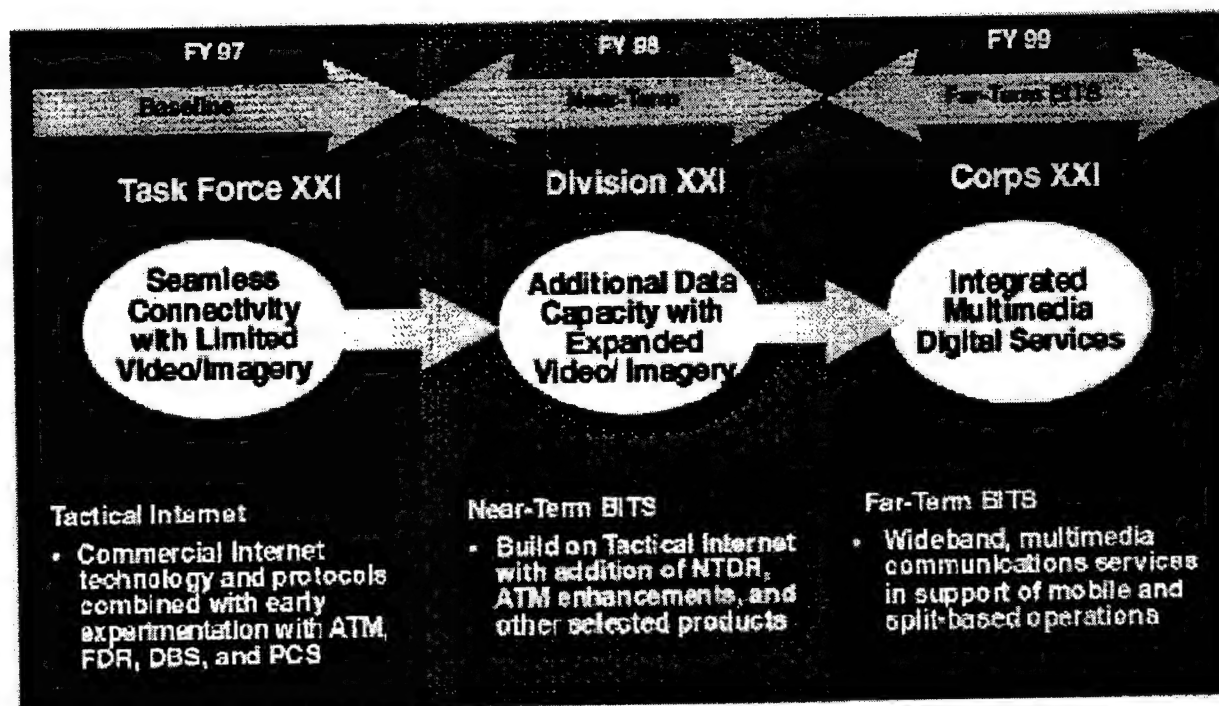 FY 97
FY 98
FY 99
Baseline
Near-Term
Far-Term BITS
Task Force XXI
Division XXI
Corps XXI
Seamless
Connectivity
with Limited
Video/Imagery
Additional Data
Capacity with
Expanded
Video/ Imagery
Integrated
Multimedia
Digital Services
Tactical Internet
• Commercial Internet
technology and protocols
combined with early
experimentation with ATM,
FDR, DBS, and PCS
Near-Term BITS
• Build on Tactical Internet
with addition of NTDR,
ATM enhancements, and
other selected products
Far-Term BITS
• Wideband, multimedia
communications services
in support of mobile and
split-based operations